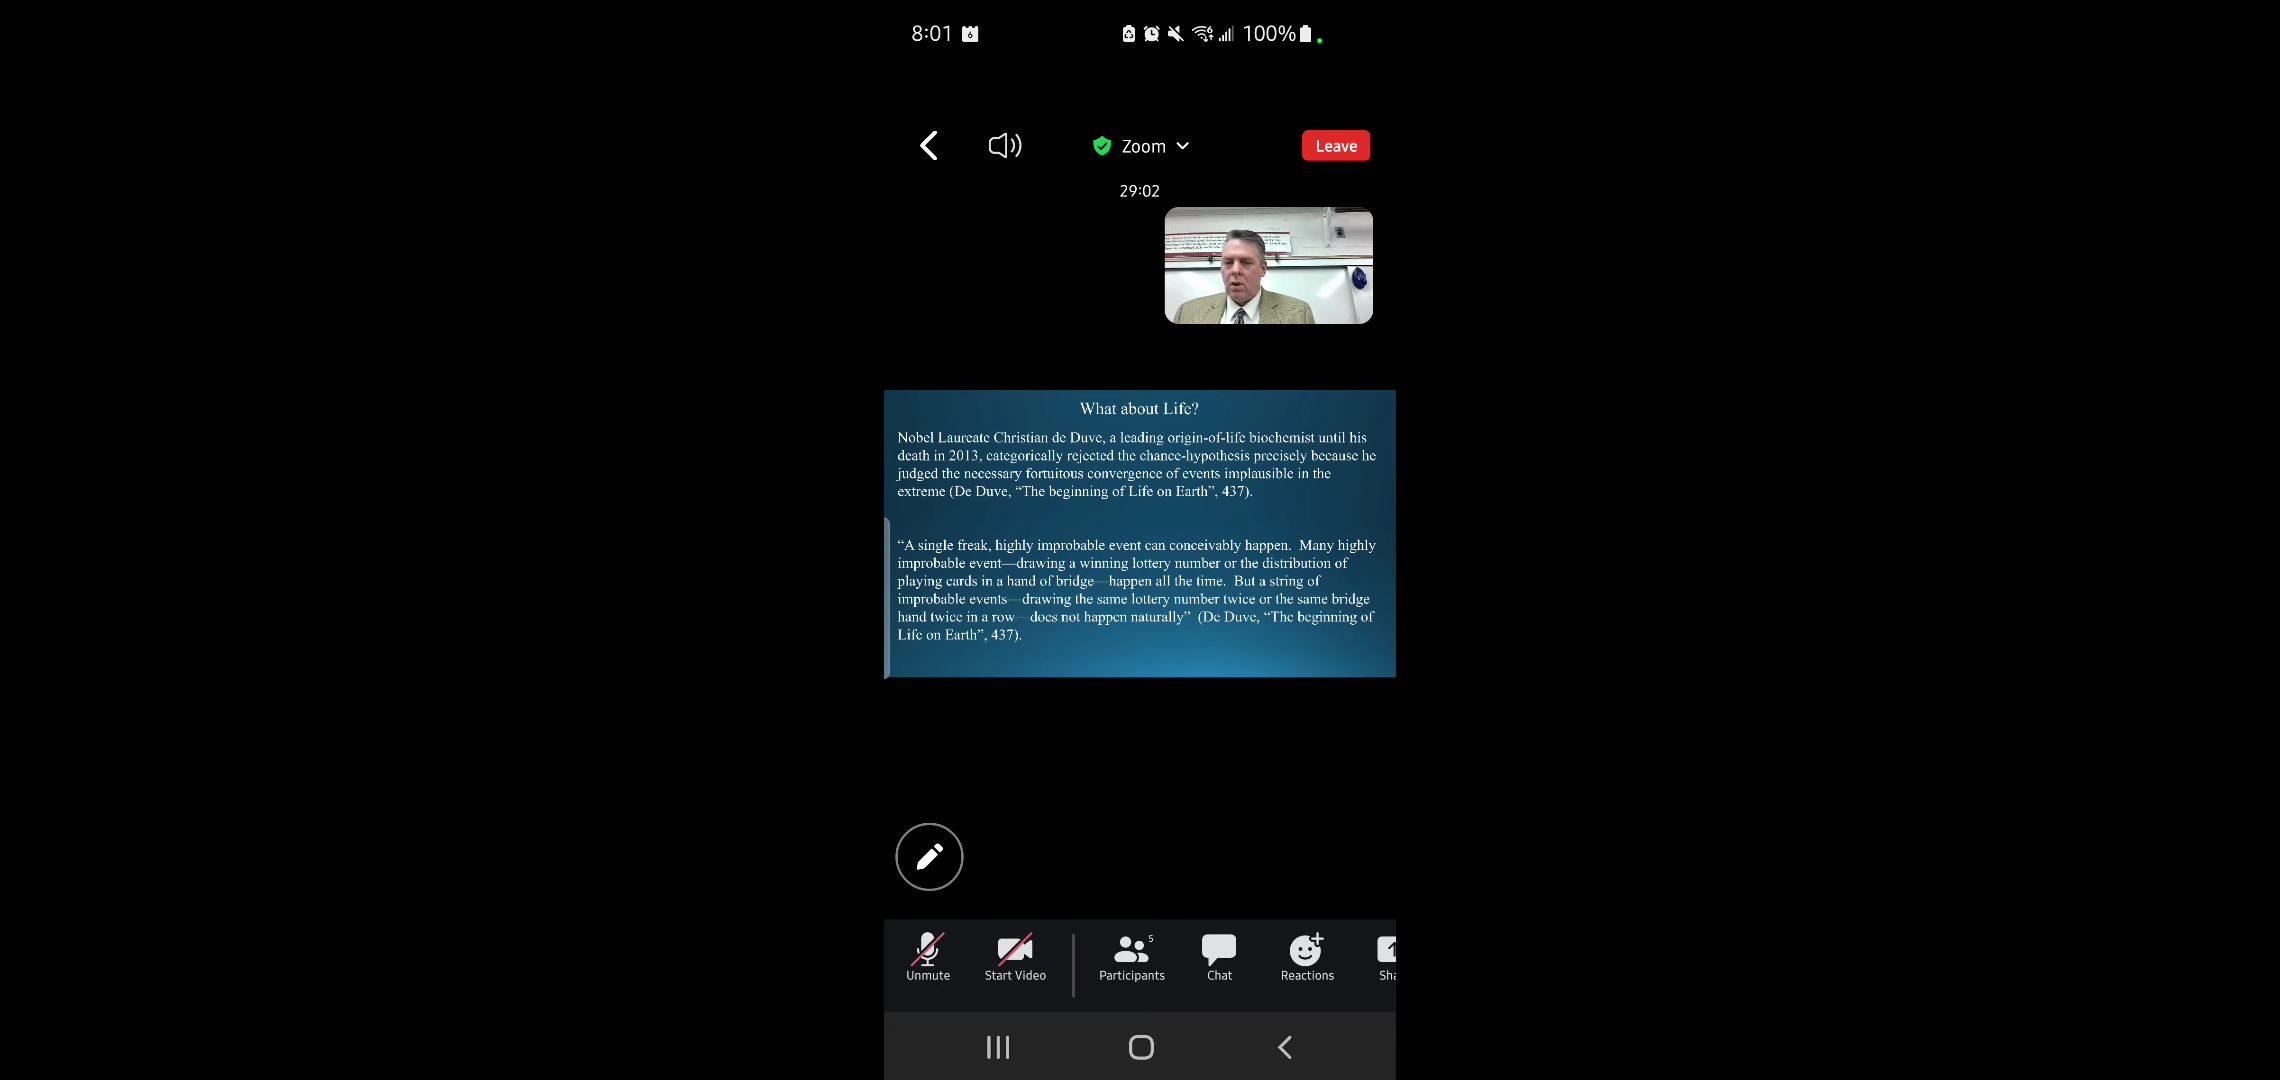 8:01 6 100%
Zoom
Leave
29:02
What about Life?
Nobel Laureate Christian de Duve, a leading origin-of-life biochemist until his
death in 2013, categorically rejected the chance-hypothesis precisely because he
judged the necessary fortuitous convergence of events implausible in the
extreme (De Duve, “The beginning of Life on Earth”, 437).
“A single freak, highly improbable event can conceivably happen.  Many highly
improbable event—drawing a winning lottery number or the distribution of
playing cards in a hand of bridge—happen all the time.  But a string of
improbable events—drawing the same lottery number twice or the same bridge
hand twice in a row—does not happen naturally”  (De Duve, “The beginning of
Life on Earth”, 437).
5
Unmute Start Video Participants Chat Reactions Sha